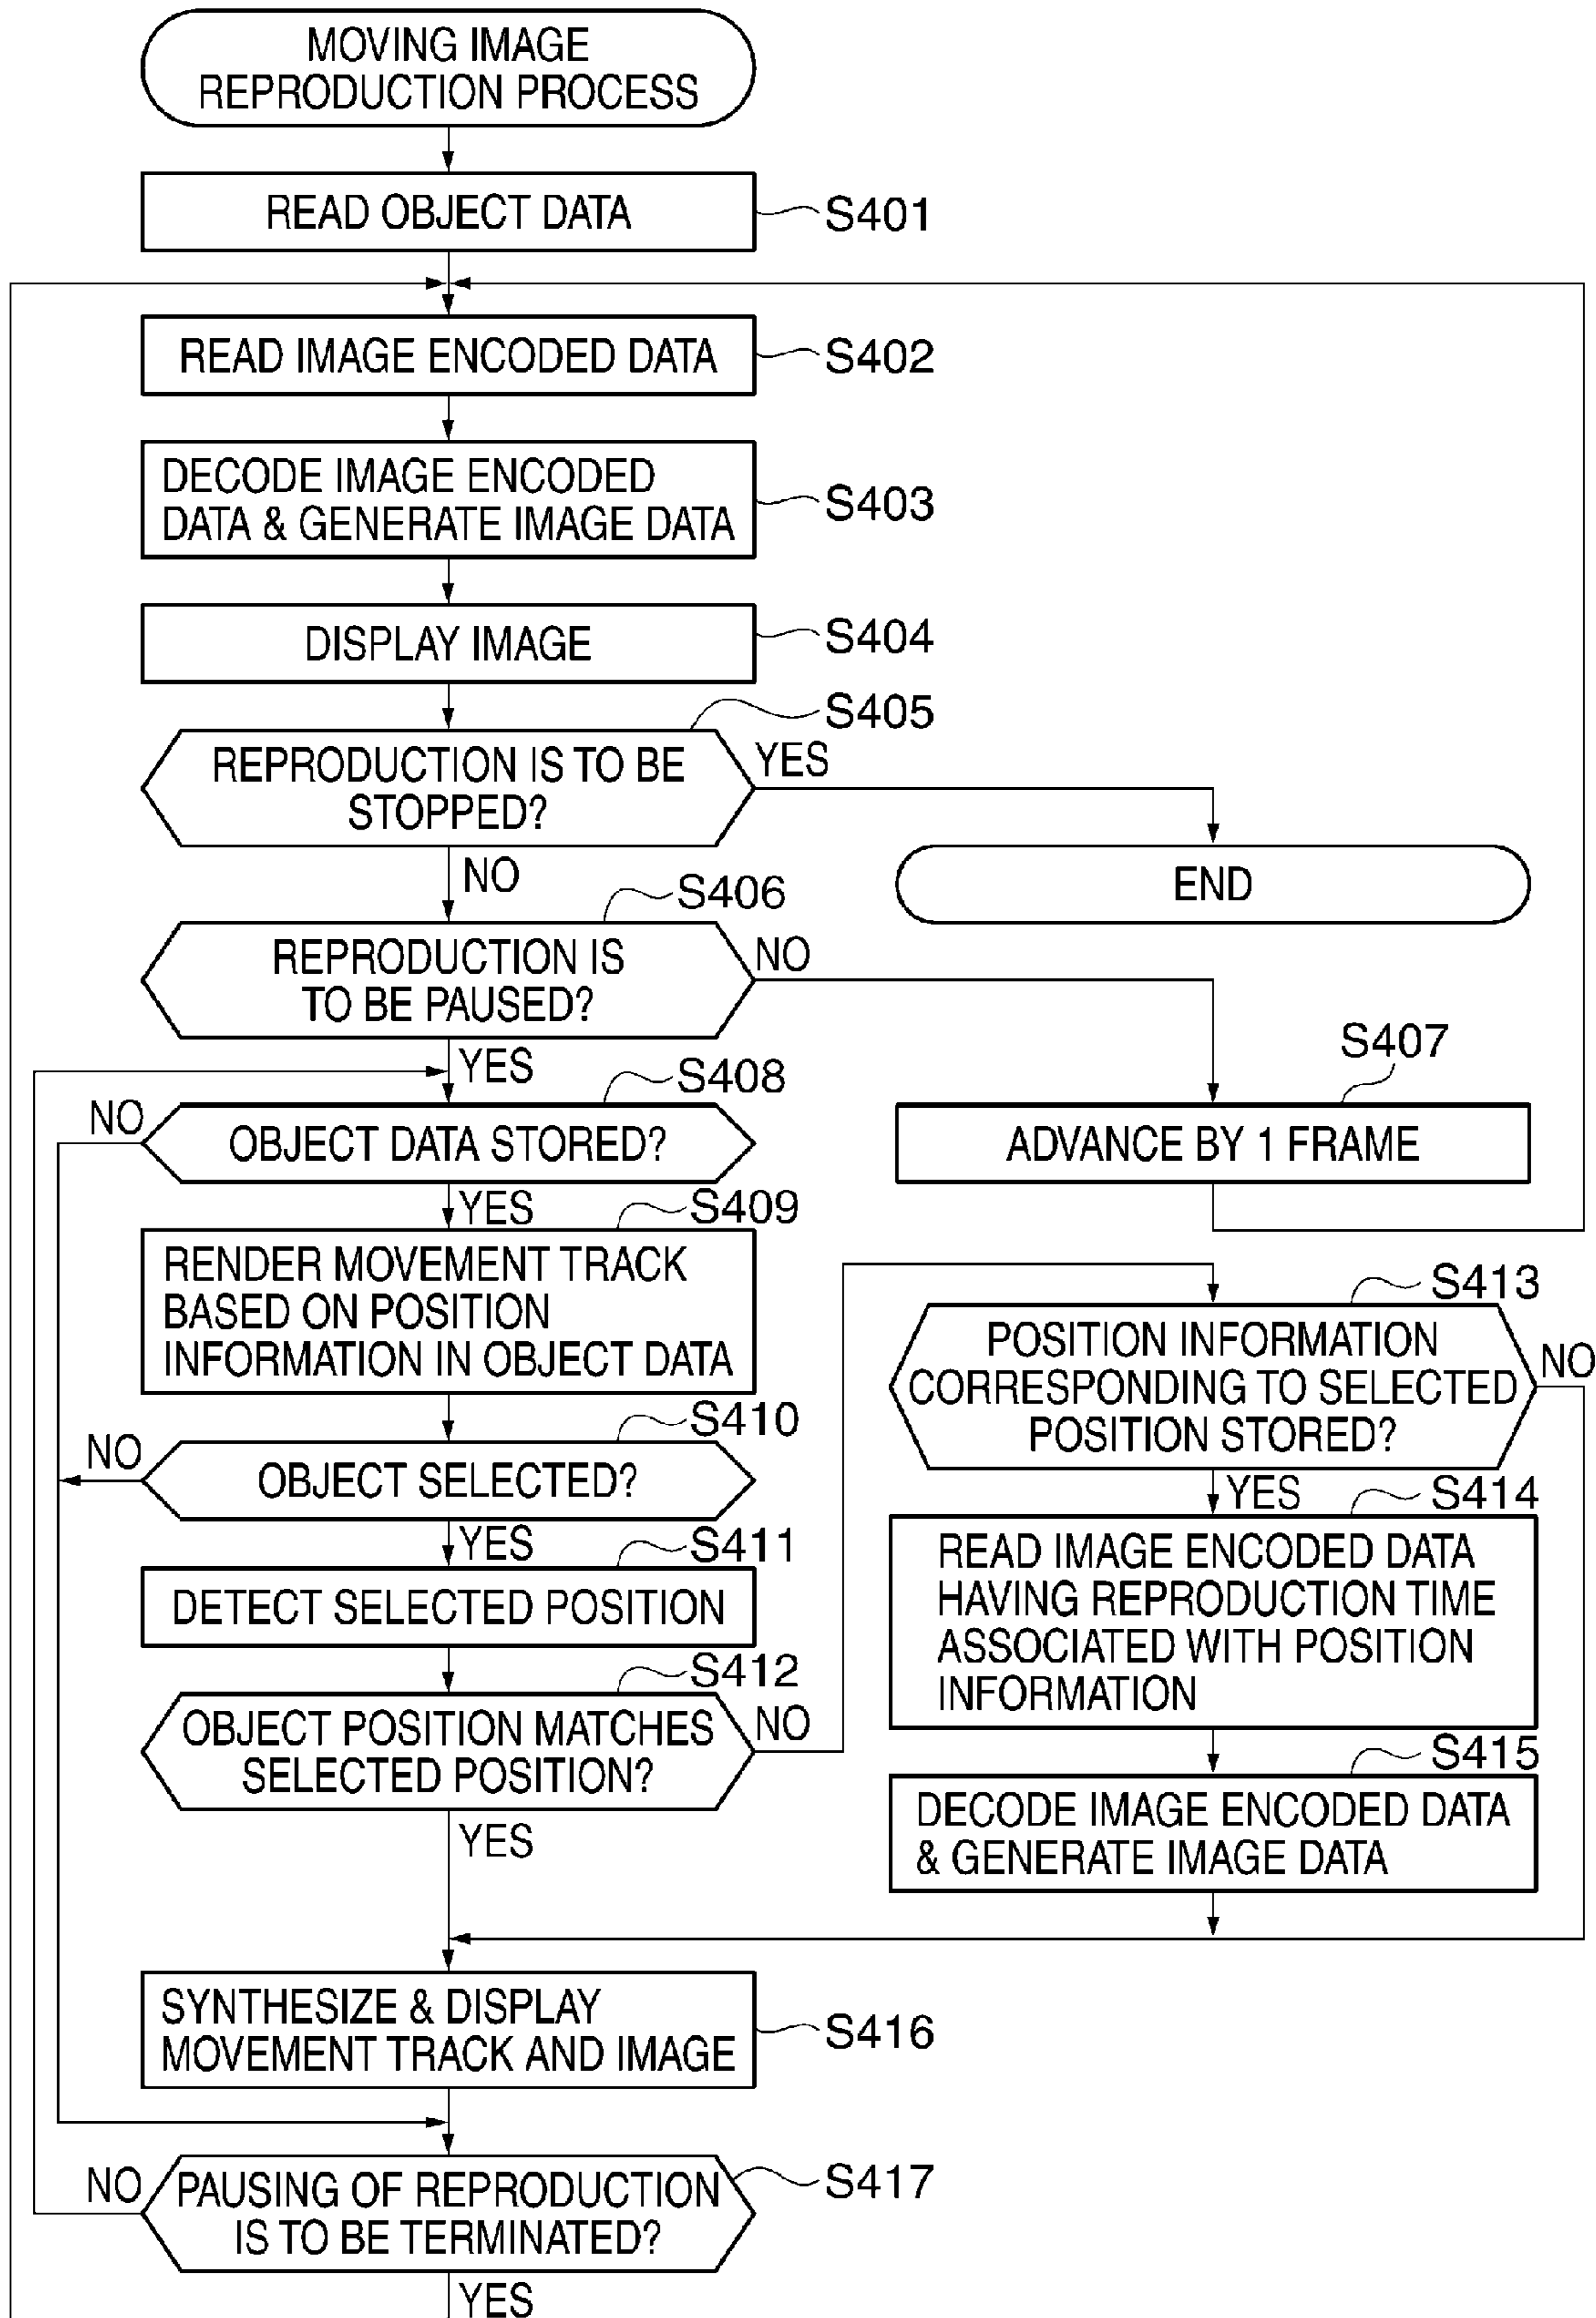 MOVING IMAGE
REPRODUCTION PROCESS
READ OBJECT DATA
S401
READ IMAGE ENCODED DATA
S402
DECODE IMAGE ENCODED
DATA & GENERATE IMAGE DATA
S403
DISPLAY IMAGE
S404
S405
REPRODUCTION IS TO BE
STOPPED?
YES
NO
END
S406
REPRODUCTION IS
TO BE PAUSED?
NO
YES
S407
ADVANCE BY 1 FRAME
S408
NO
OBJECT DATA STORED?
YES
S409
RENDER MOVEMENT TRACK
BASED ON POSITION
INFORMATION IN OBJECT DATA
S410
NO
OBJECT SELECTED?
YES
S411
DETECT SELECTED POSITION
S412
OBJECT POSITION MATCHES
SELECTED POSITION?
NO
YES
S413
POSITION INFORMATION
CORRESPONDING TO SELECTED
POSITION STORED?
NO
YES
S414
READ IMAGE ENCODED DATA
HAVING REPRODUCTION TIME
ASSOCIATED WITH POSITION
INFORMATION
S415
DECODE IMAGE ENCODED DATA
& GENERATE IMAGE DATA
SYNTHESIZE & DISPLAY
MOVEMENT TRACK AND IMAGE
S416
NO
PAUSING OF REPRODUCTION
IS TO BE TERMINATED?
S417
YES